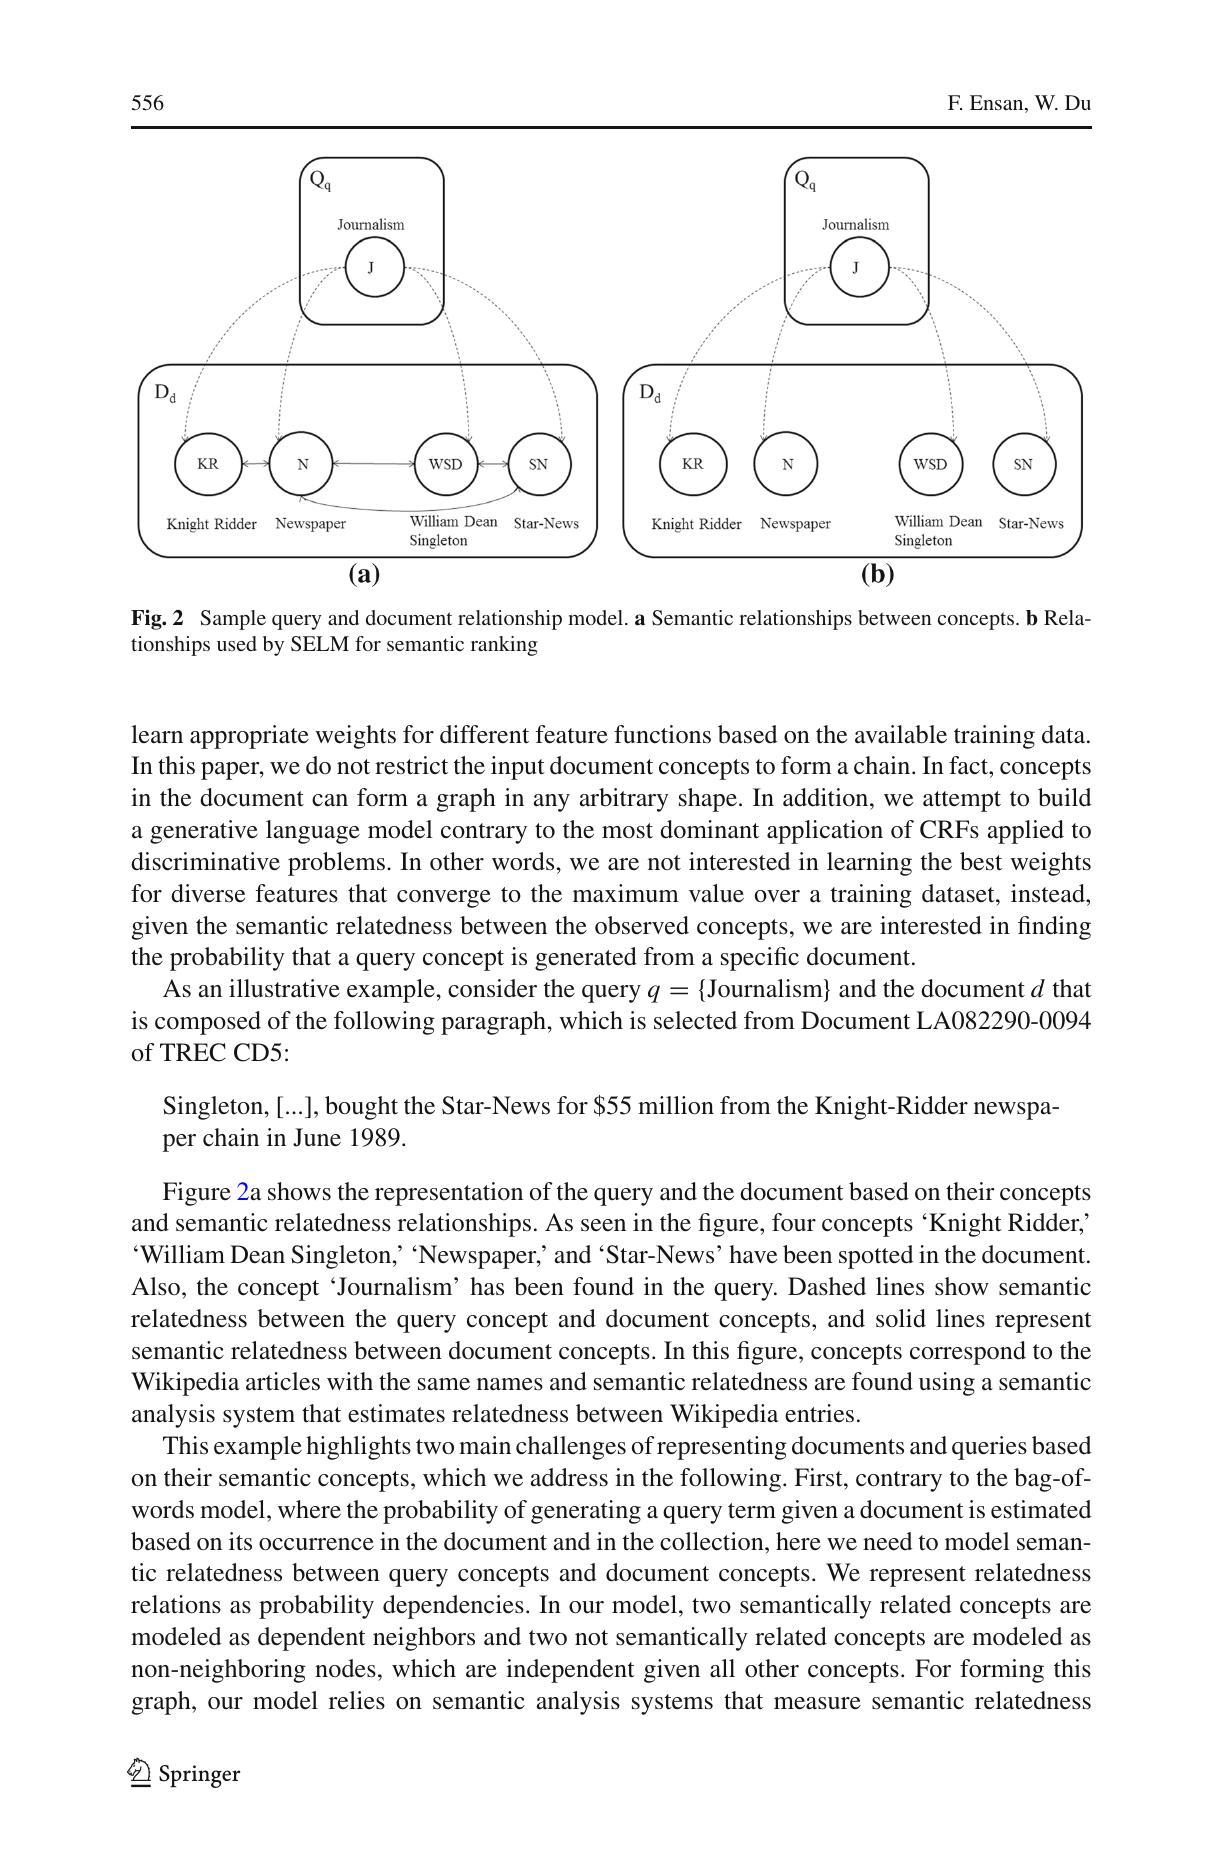 556
F. Ensan, W. Du
Qq
Journalism
J
Dd
KR
N
WSD
SN
Knight Ridder
Newspaper
William Dean
Singleton
Star-News
(a)
Qq
Journalism
J
Dd
KR
N
WSD
SN
Knight Ridder
Newspaper
William Dean
Singleton
Star-News
(b)
Fig. 2 Sample query and document relationship model. a Semantic relationships between concepts. b Rela-
tionships used by SELM for semantic ranking
learn appropriate weights for different feature functions based on the available training data.
In this paper, we do not restrict the input document concepts to form a chain. In fact, concepts
in the document can form a graph in any arbitrary shape. In addition, we attempt to build
a generative language model contrary to the most dominant application of CRFs applied to
discriminative problems. In other words, we are not interested in learning the best weights
for diverse features that converge to the maximum value over a training dataset, instead,
given the semantic relatedness between the observed concepts, we are interested in finding
the probability that a query concept is generated from a specific document.
As an illustrative example, consider the query q = {Journalism} and the document d that
is composed of the following paragraph, which is selected from Document LA082290-0094
of TREC CD5:
Singleton, [...], bought the Star-News for $55 million from the Knight-Ridder newspa-
per chain in June 1989.
Figure 2a shows the representation of the query and the document based on their concepts
and semantic relatedness relationships. As seen in the figure, four concepts ‘Knight Ridder,’
‘William Dean Singleton,’ ‘Newspaper,’ and ‘Star-News’ have been spotted in the document.
Also, the concept ‘Journalism’ has been found in the query. Dashed lines show semantic
relatedness between the query concept and document concepts, and solid lines represent
semantic relatedness between document concepts. In this figure, concepts correspond to the
Wikipedia articles with the same names and semantic relatedness are found using a semantic
analysis system that estimates relatedness between Wikipedia entries.
This example highlights two main challenges of representing documents and queries based
on their semantic concepts, which we address in the following. First, contrary to the bag-of-
words model, where the probability of generating a query term given a document is estimated
based on its occurrence in the document and in the collection, here we need to model seman-
tic relatedness between query concepts and document concepts. We represent relatedness
relations as probability dependencies. In our model, two semantically related concepts are
modeled as dependent neighbors and two not semantically related concepts are modeled as
non-neighboring nodes, which are independent given all other concepts. For forming this
graph, our model relies on semantic analysis systems that measure semantic relatedness
Springer